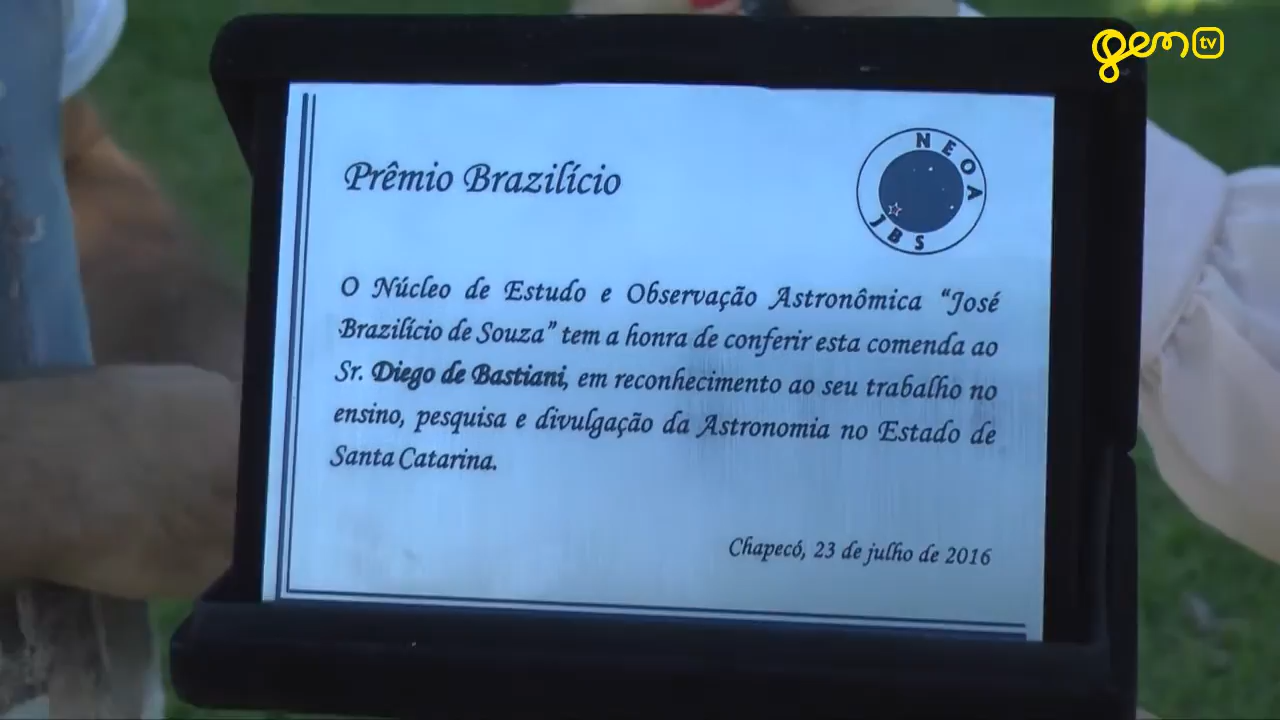 gem tv
NEOA
JBS
Prêmio Brazilício
O Núcleo de Estudo e Observação Astronômica “José
Brazilício de Souza” tem a honra de conferir esta comenda ao
Sr. Diego de Bastiani, em reconhecimento ao seu trabalho no
ensino, pesquisa e divulgação da Astronomia no Estado de
Santa Catarina.
Chapecó, 23 de julho de 2016